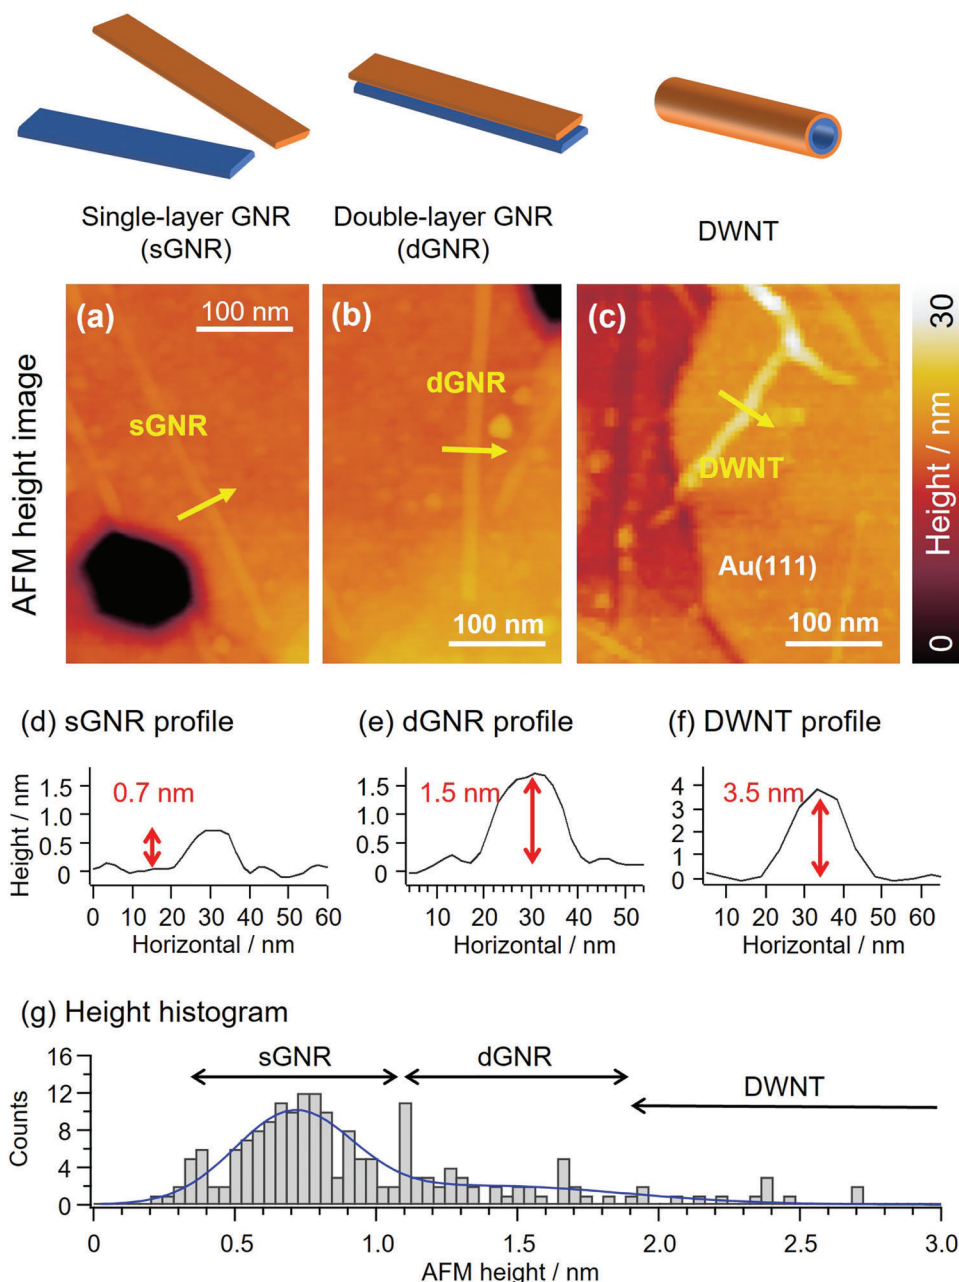 Single-layer GNR
(sGNR)
Double-layer GNR
(dGNR)
DWNT
AFM height image
(a)
100 nm
sGNR
(b)
dGNR
100 nm
(c)
DWNT
Au(111)
100 nm
30
Height / nm
0
(d) sGNR profile
Height / nm
1.5
1.0
0.5
0
0.7 nm
0 10 20 30 40 50 60
Horizontal / nm
(e) dGNR profile
1.5
1.0
0.5
0
1.5 nm
10 20 30 40 50
Horizontal / nm
(f) DWNT profile
4
3
2
1
0
3.5 nm
10 20 30 40 50 60
Horizontal / nm
(g) Height histogram
Counts
16
12
8
4
0
sGNR
dGNR
DWNT
0 0.5 1.0 1.5 2.0 2.5 3.0
AFM height / nm